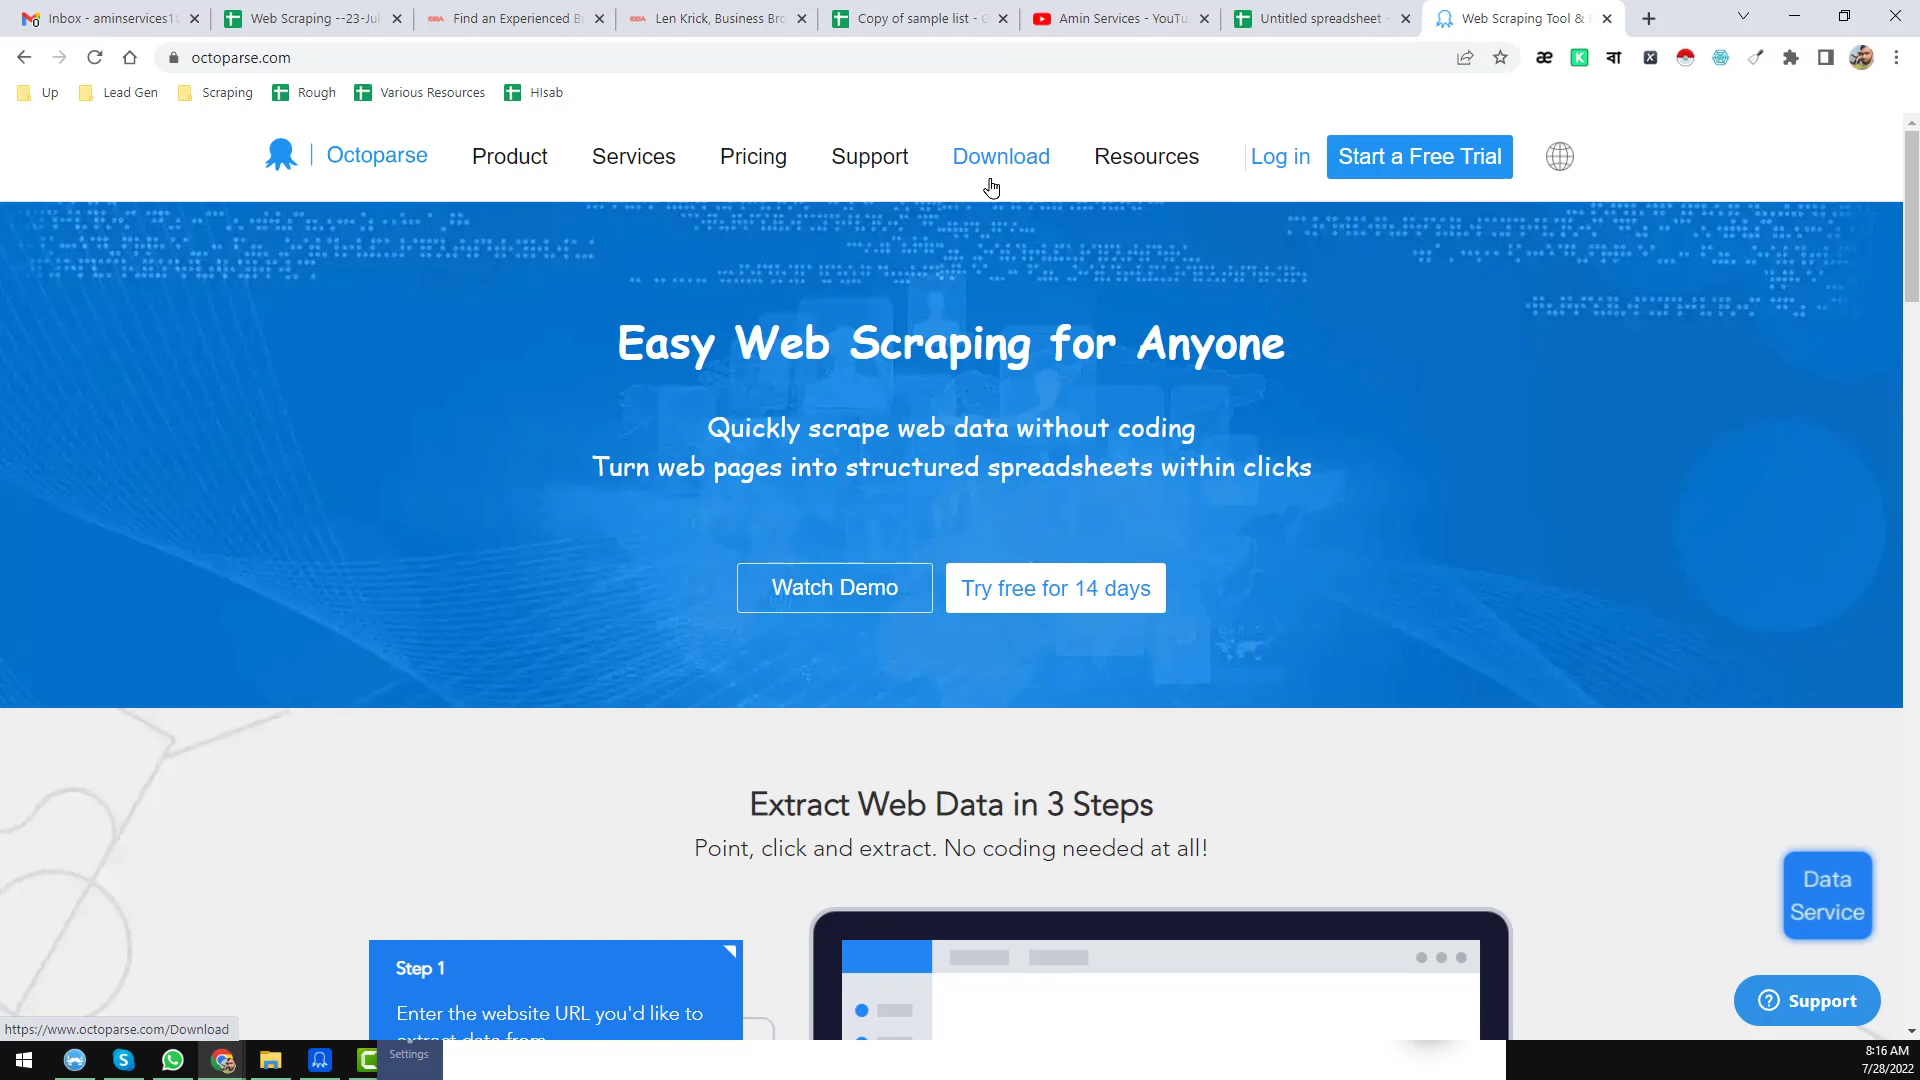 Inbox - aminservices1
Web Scraping --23-Jul
Find an Experienced B
Len Krick, Business Bro
Copy of sample list - G
Amin Services - YouTu
Untitled spreadsheet -
Web Scraping Tool &
octoparse.com
Up
Lead Gen
Scraping
Rough
Various Resources
HIsab
Octoparse
Product
Services
Pricing
Support
Download
Resources
Log in
Start a Free Trial
Easy Web Scraping for Anyone
Quickly scrape web data without coding
Turn web pages into structured spreadsheets within clicks
Watch Demo
Try free for 14 days
Extract Web Data in 3 Steps
Point, click and extract. No coding needed at all!
Data
Service
Step 1
Enter the website URL you'd like to
extract data from
Support
https://www.octoparse.com/Download
Settings
8:16 AM
7/28/2022